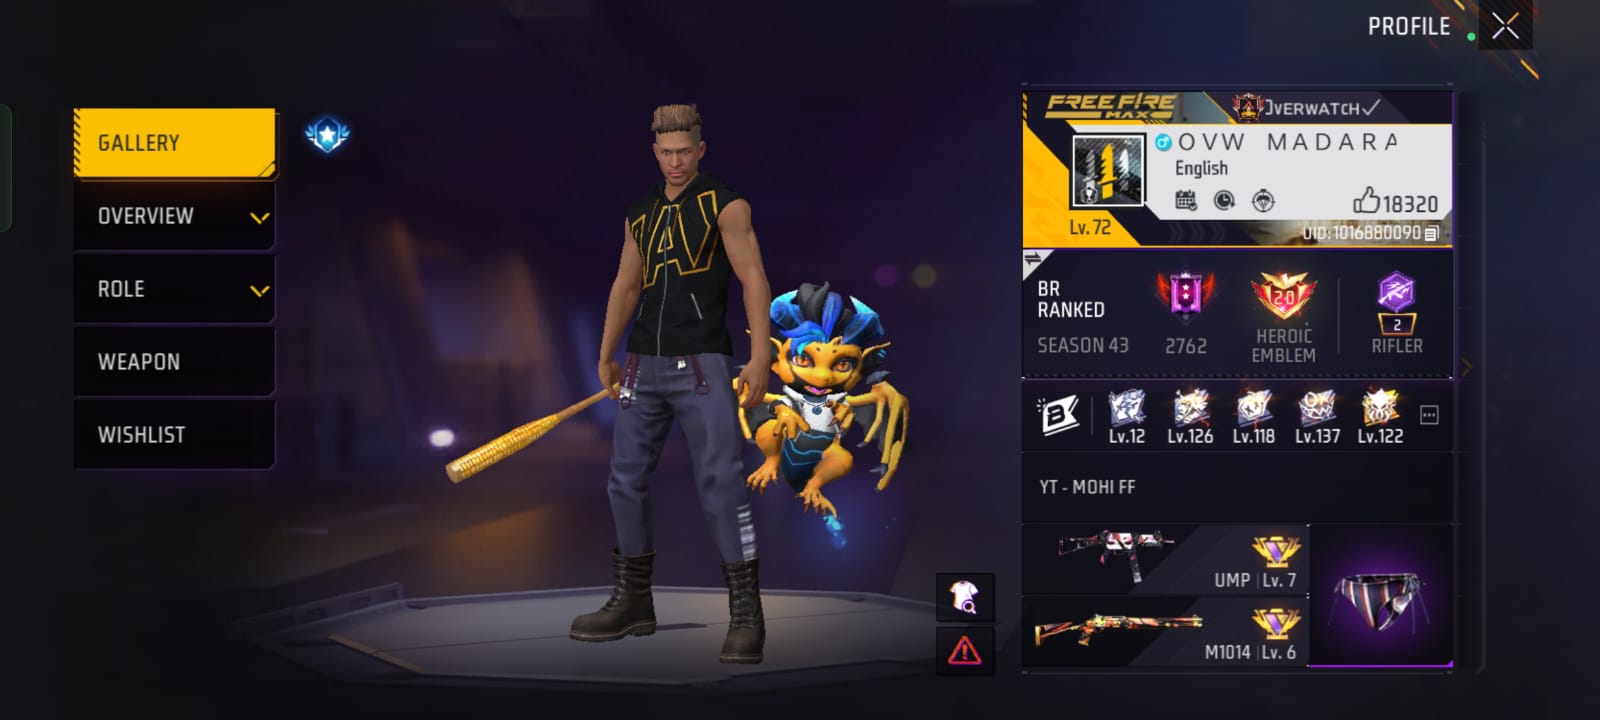 PROFILE
GALLERY
OVERVIEW
ROLE
WEAPON
WISHLIST
FREE FIRE
MAX
OVERWATCH✓
OVW MADARA
English
18320
Lv.72
UID:1016880090
BR
RANKED
SEASON 43
2762
20
HEROIC
EMBLEM
2
RIFLER
B
Lv.12 Lv.126 Lv.118 Lv.137 Lv.122
YT - MOHI FF
UMP Lv. 7
M1014 Lv. 6